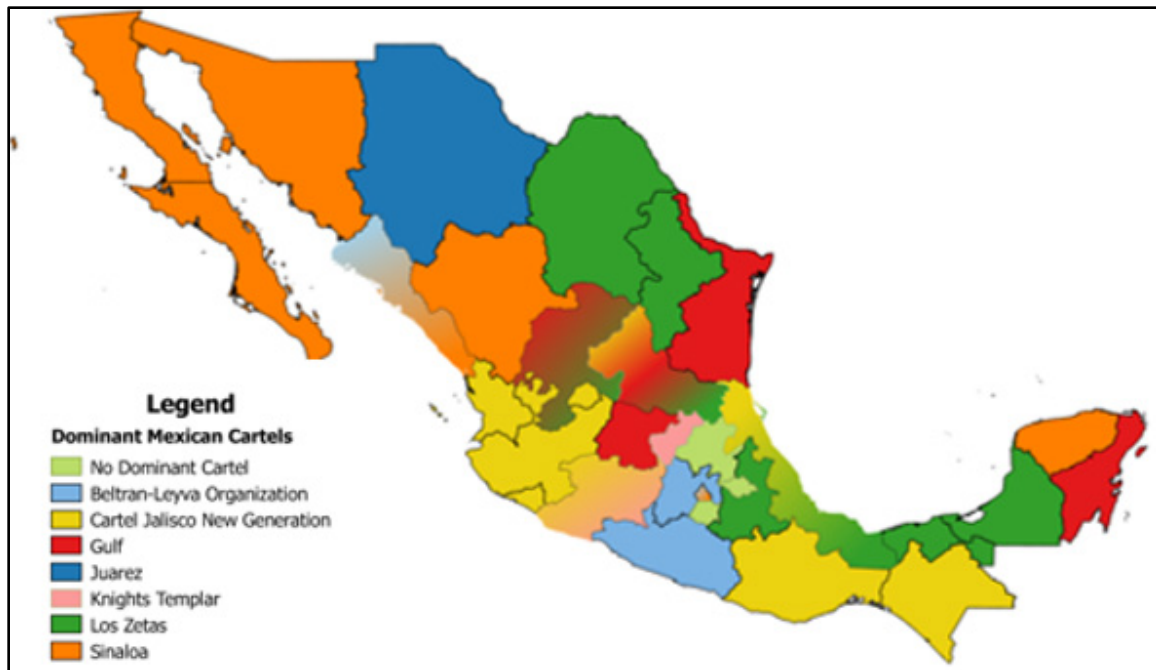 Legend
Dominant Mexican Cartels
No Dominant Cartel
Beltran-Leyva Organization
Cartel Jalisco New Generation
Gulf
Juarez
Knights Templar
Los Zetas
Sinaloa